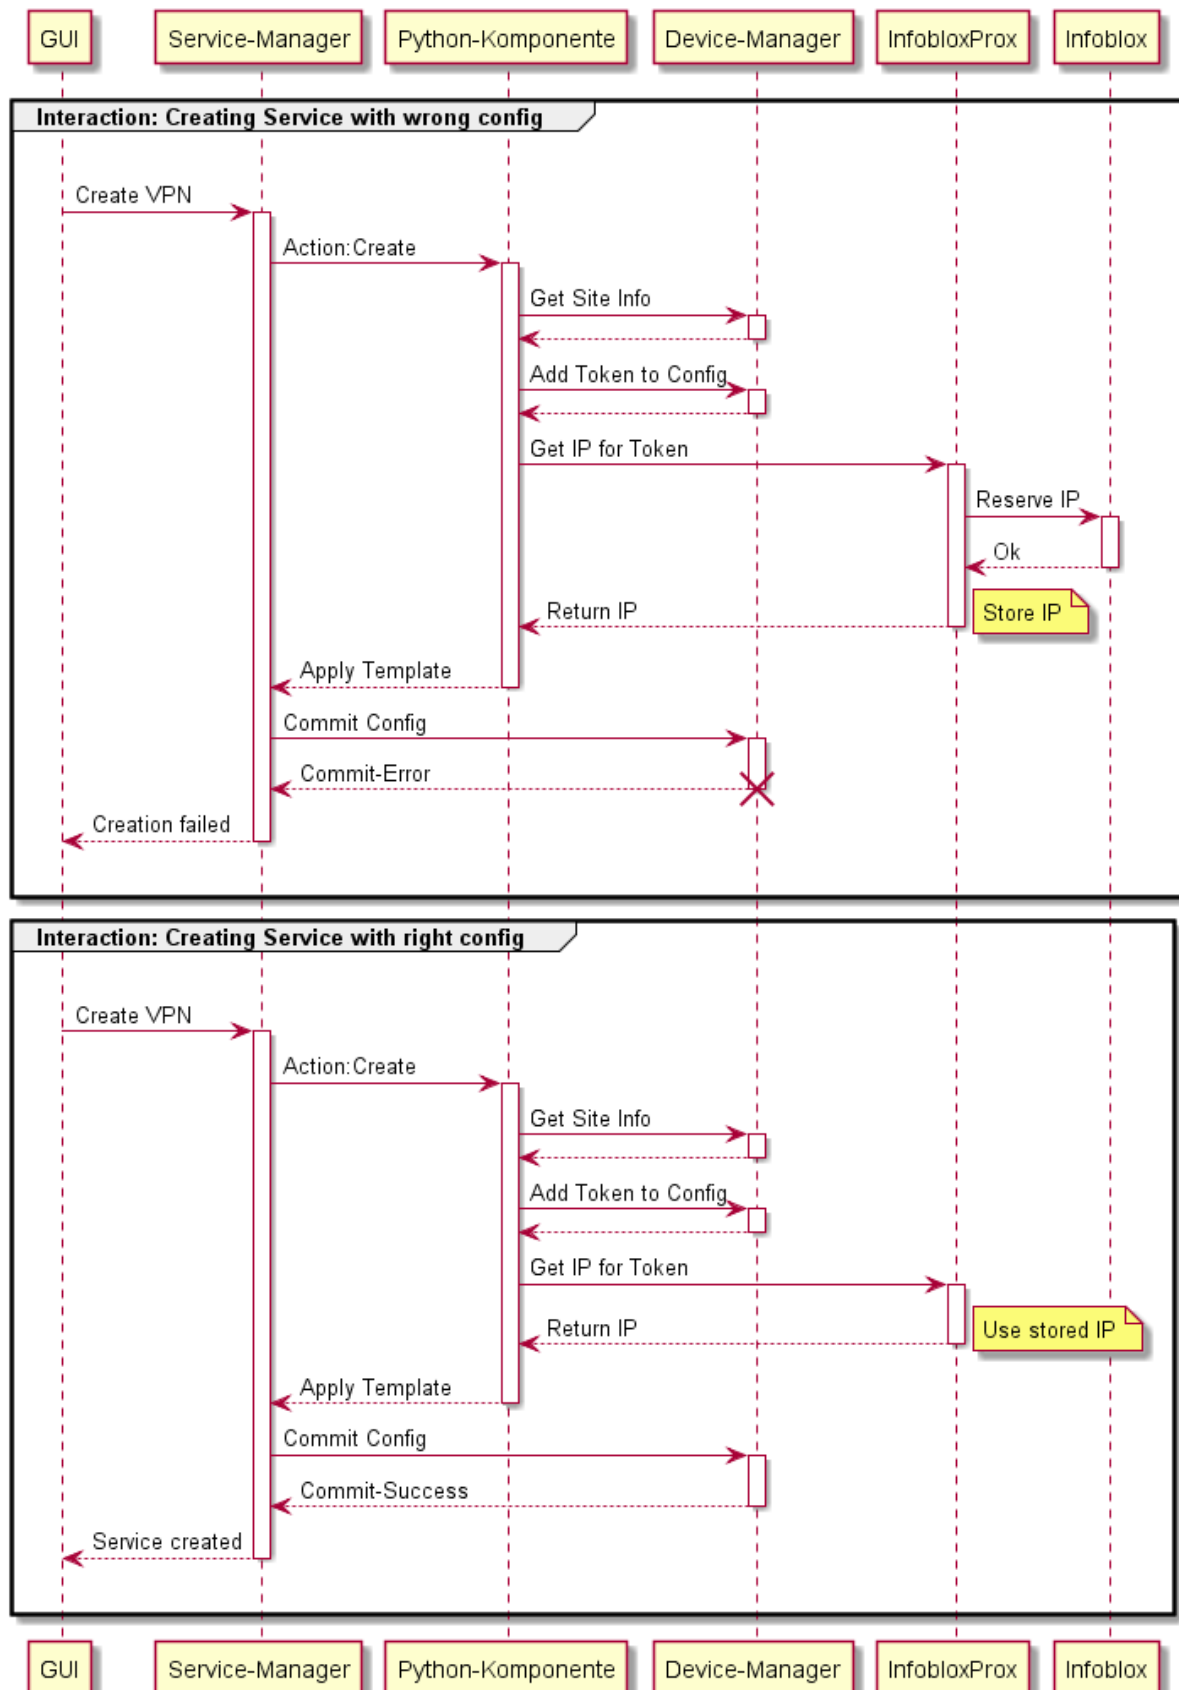 GUI
Service-Manager
Python-Komponente
Device-Manager
InfobloxProx
Infoblox
Interaction: Creating Service with wrong config
Create VPN
Action:Create
Get Site Info
Add Token to Config
Get IP for Token
Reserve IP
Ok
Store IP
Return IP
Apply Template
Commit Config
Commit-Error
Creation failed
Interaction: Creating Service with right config
Create VPN
Action:Create
Get Site Info
Add Token to Config
Get IP for Token
Use stored IP
Return IP
Apply Template
Commit Config
Commit-Success
Service created
GUI
Service-Manager
Python-Komponente
Device-Manager
InfobloxProx
Infoblox